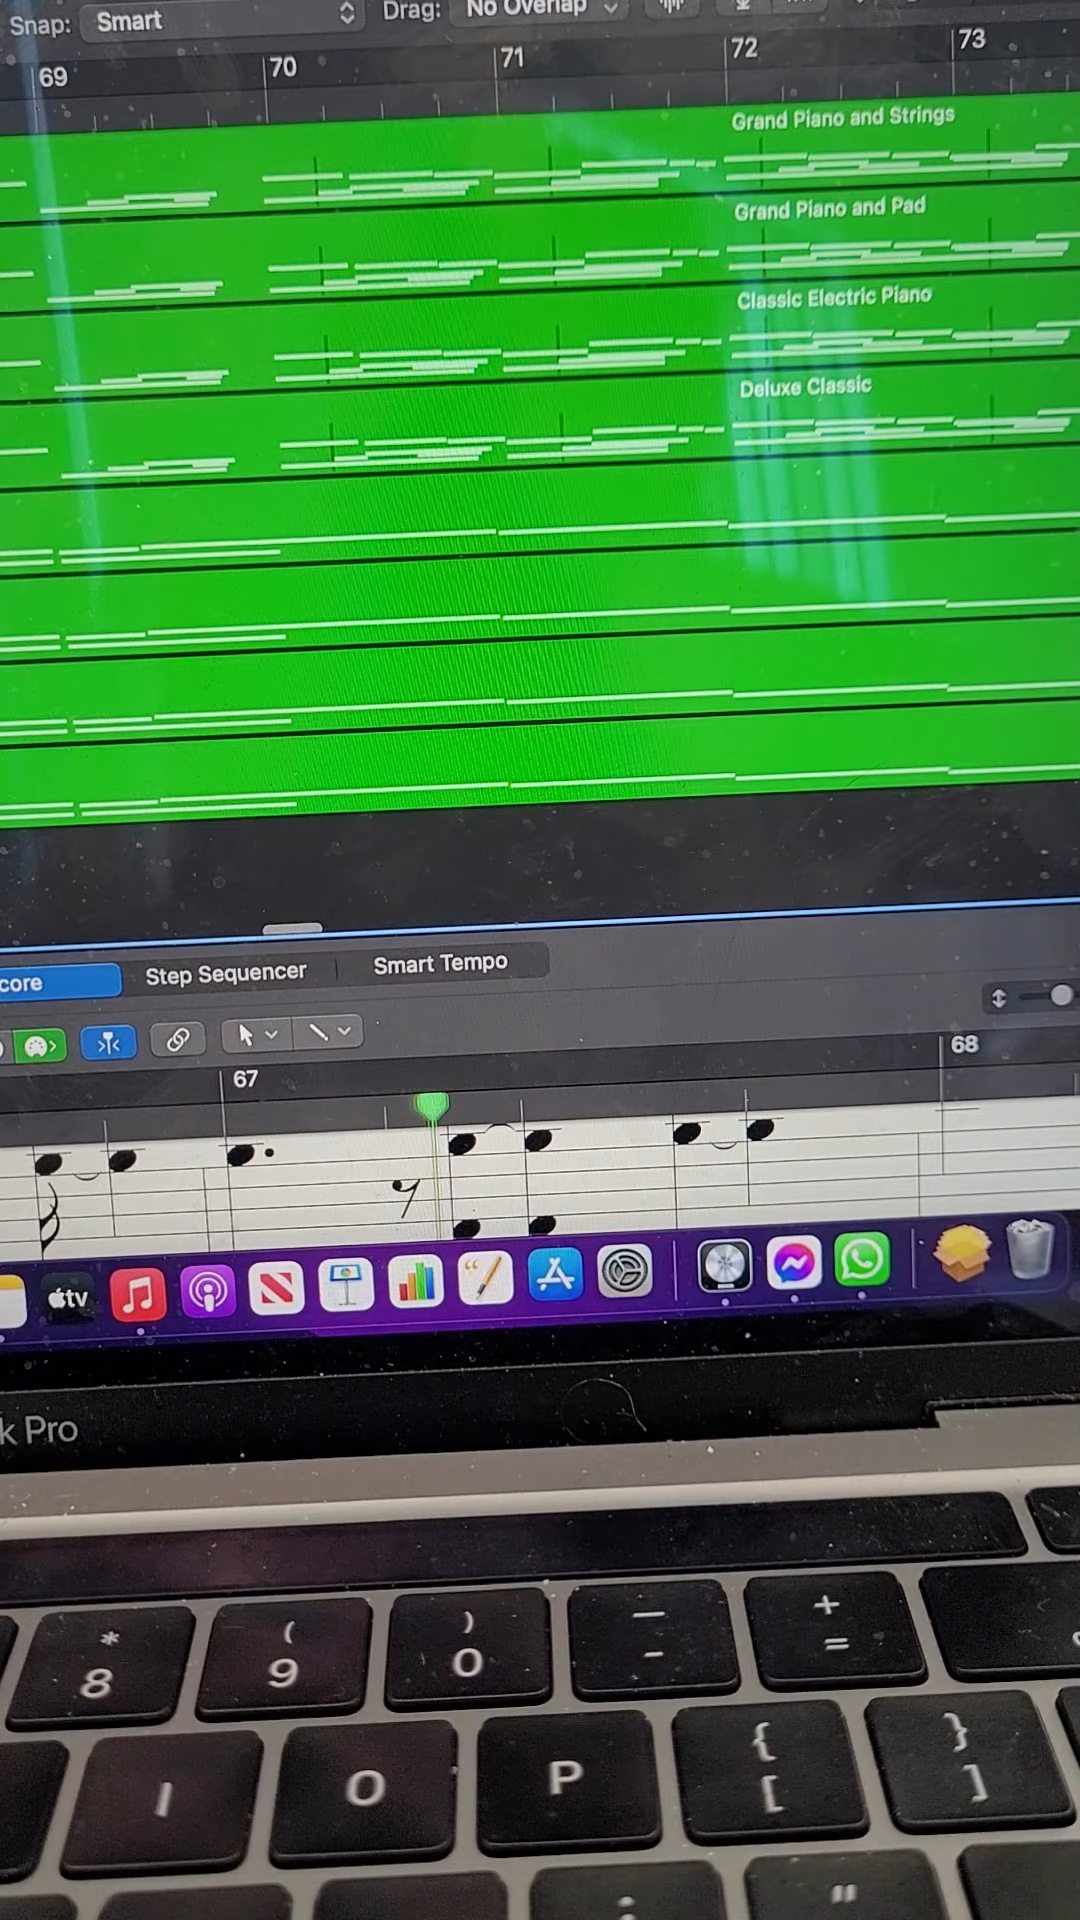 Snap: Smart Drag: No Overlap
69 70 71 72 73
Grand Piano and Strings
Grand Piano and Pad
Classic Electric Piano
Deluxe Classic
core Step Sequencer Smart Tempo
67 68
tv
k Pro
* ( ) — +
8 9 0 - =
{ }
I O P [ ]
: "